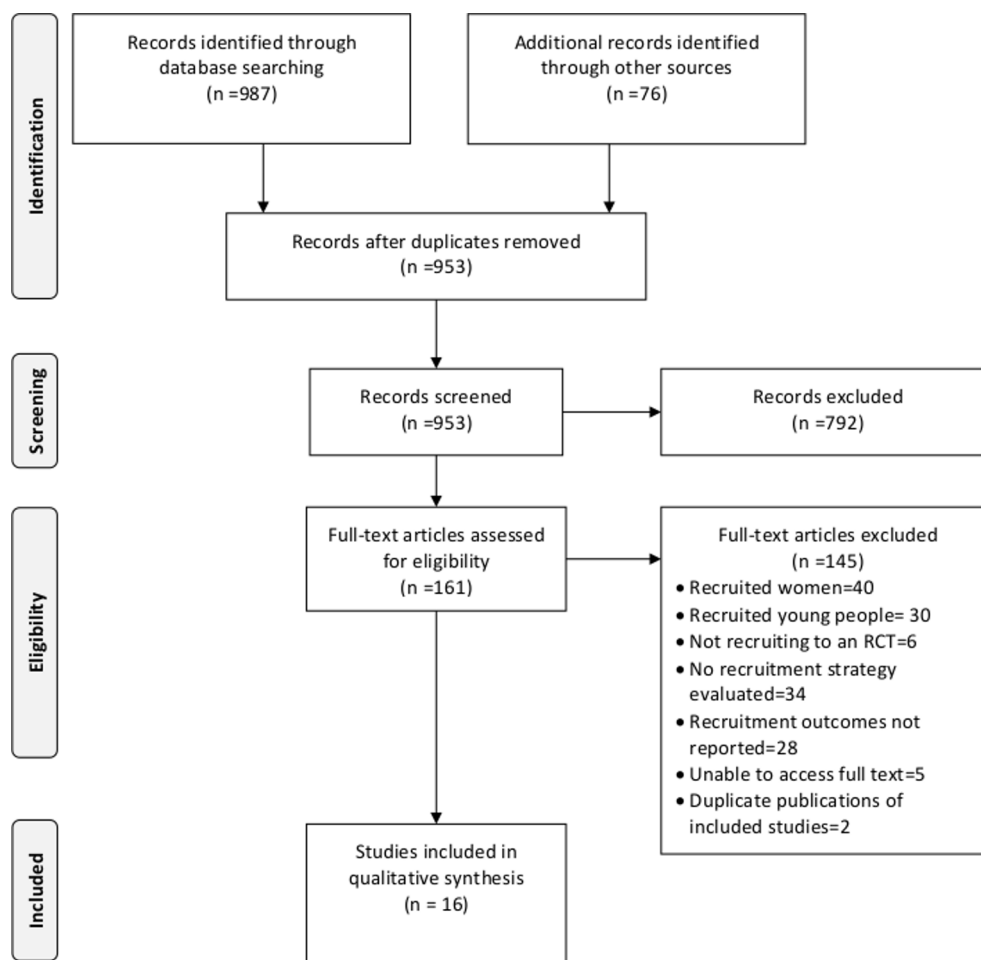 Identification
Records identified through
database searching
(n =987)
Additional records identified
through other sources
(n =76)
Records after duplicates removed
(n =953)
Screening
Records screened
(n =953)
Records excluded
(n =792)
Eligibility
Full-text articles assessed
for eligibility
(n =161)
Full-text articles excluded
(n =145)
• Recruited women=40
• Recruited young people= 30
• Not recruiting to an RCT=6
• No recruitment strategy
evaluated=34
• Recruitment outcomes not
reported=28
• Unable to access full text=5
• Duplicate publications of
included studies=2
Included
Studies included in
qualitative synthesis
(n = 16)